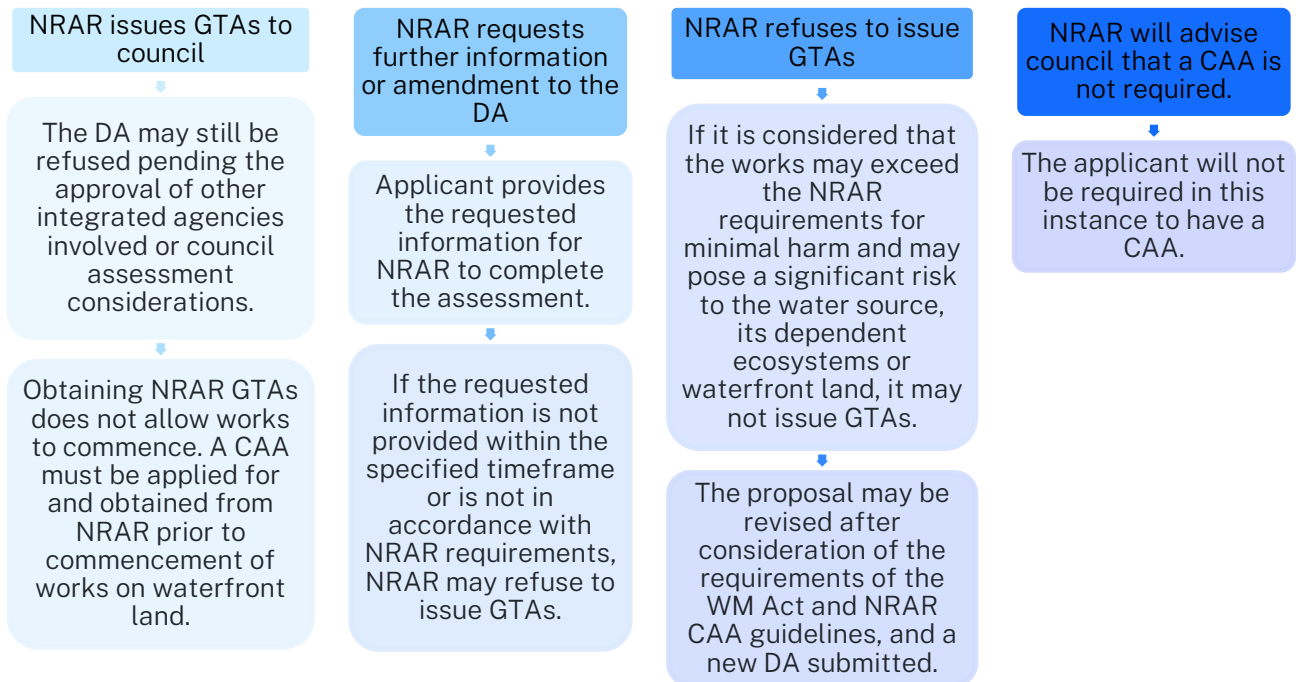 NRAR issues GTAs to
council
The DA may still be
refused pending the
approval of other
integrated agencies
involved or council
assessment
considerations.
Obtaining NRAR GTAs
does not allow works
to commence. A CAA
must be applied for
and obtained from
NRAR prior to
commencement of
works on waterfront
land.
NRAR requests
further information
or amendment to the
DA
Applicant provides
the requested
information for
NRAR to complete
the assessment.
If the requested
information is not
provided within the
specified timeframe
or is not in
accordance with
NRAR requirements,
NRAR may refuse to
issue GTAs.
NRAR refuses to issue
GTAs
If it is considered that
the works may exceed
the NRAR
requirements for
minimal harm and may
pose a significant risk
to the water source,
its dependent
ecosystems or
waterfront land, it may
not issue GTAs.
The proposal may be
revised after
consideration of the
requirements of the
WM Act and NRAR
CAA guidelines, and a
new DA submitted.
NRAR will advise
council that a CAA is
not required.
The applicant will not
be required in this
instance to have a
CAA.